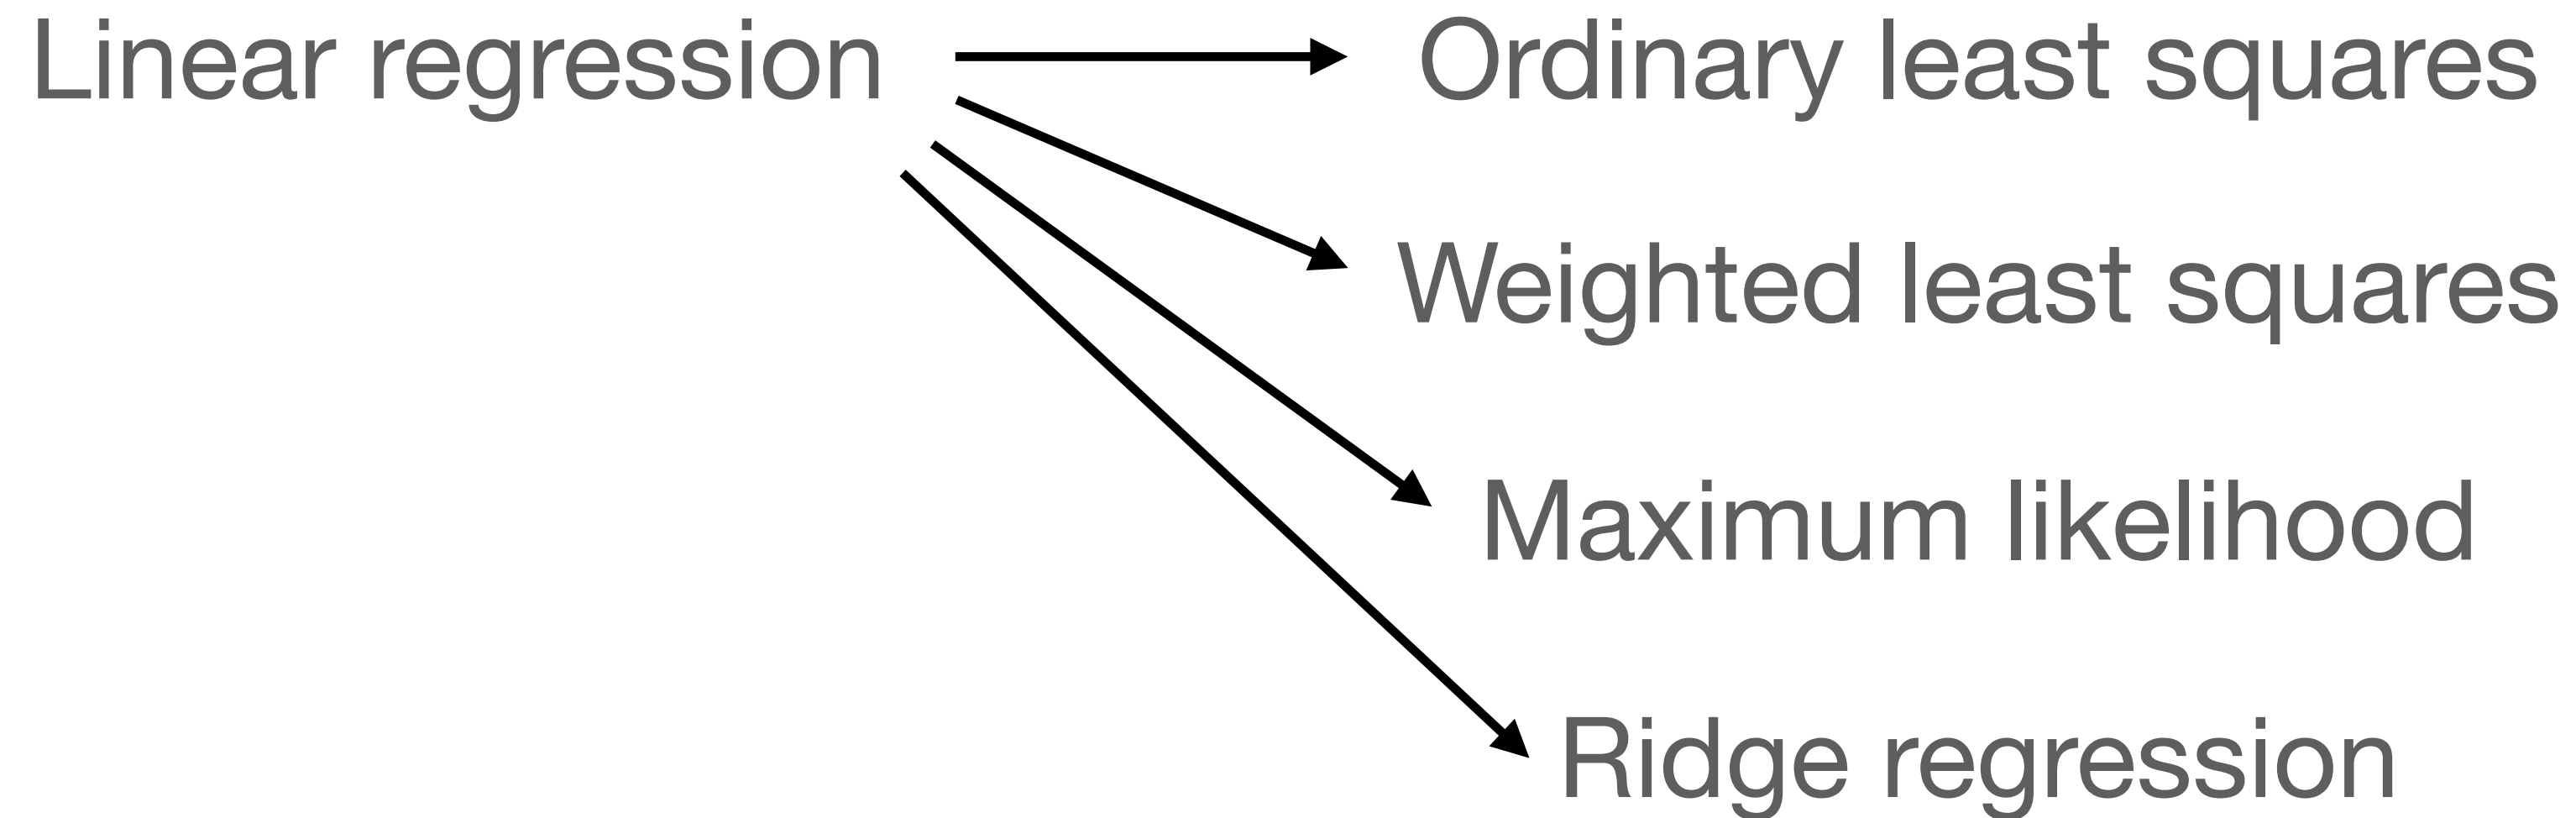 Linear regression
Ordinary least squares
Weighted least squares
Maximum likelihood
Ridge regression